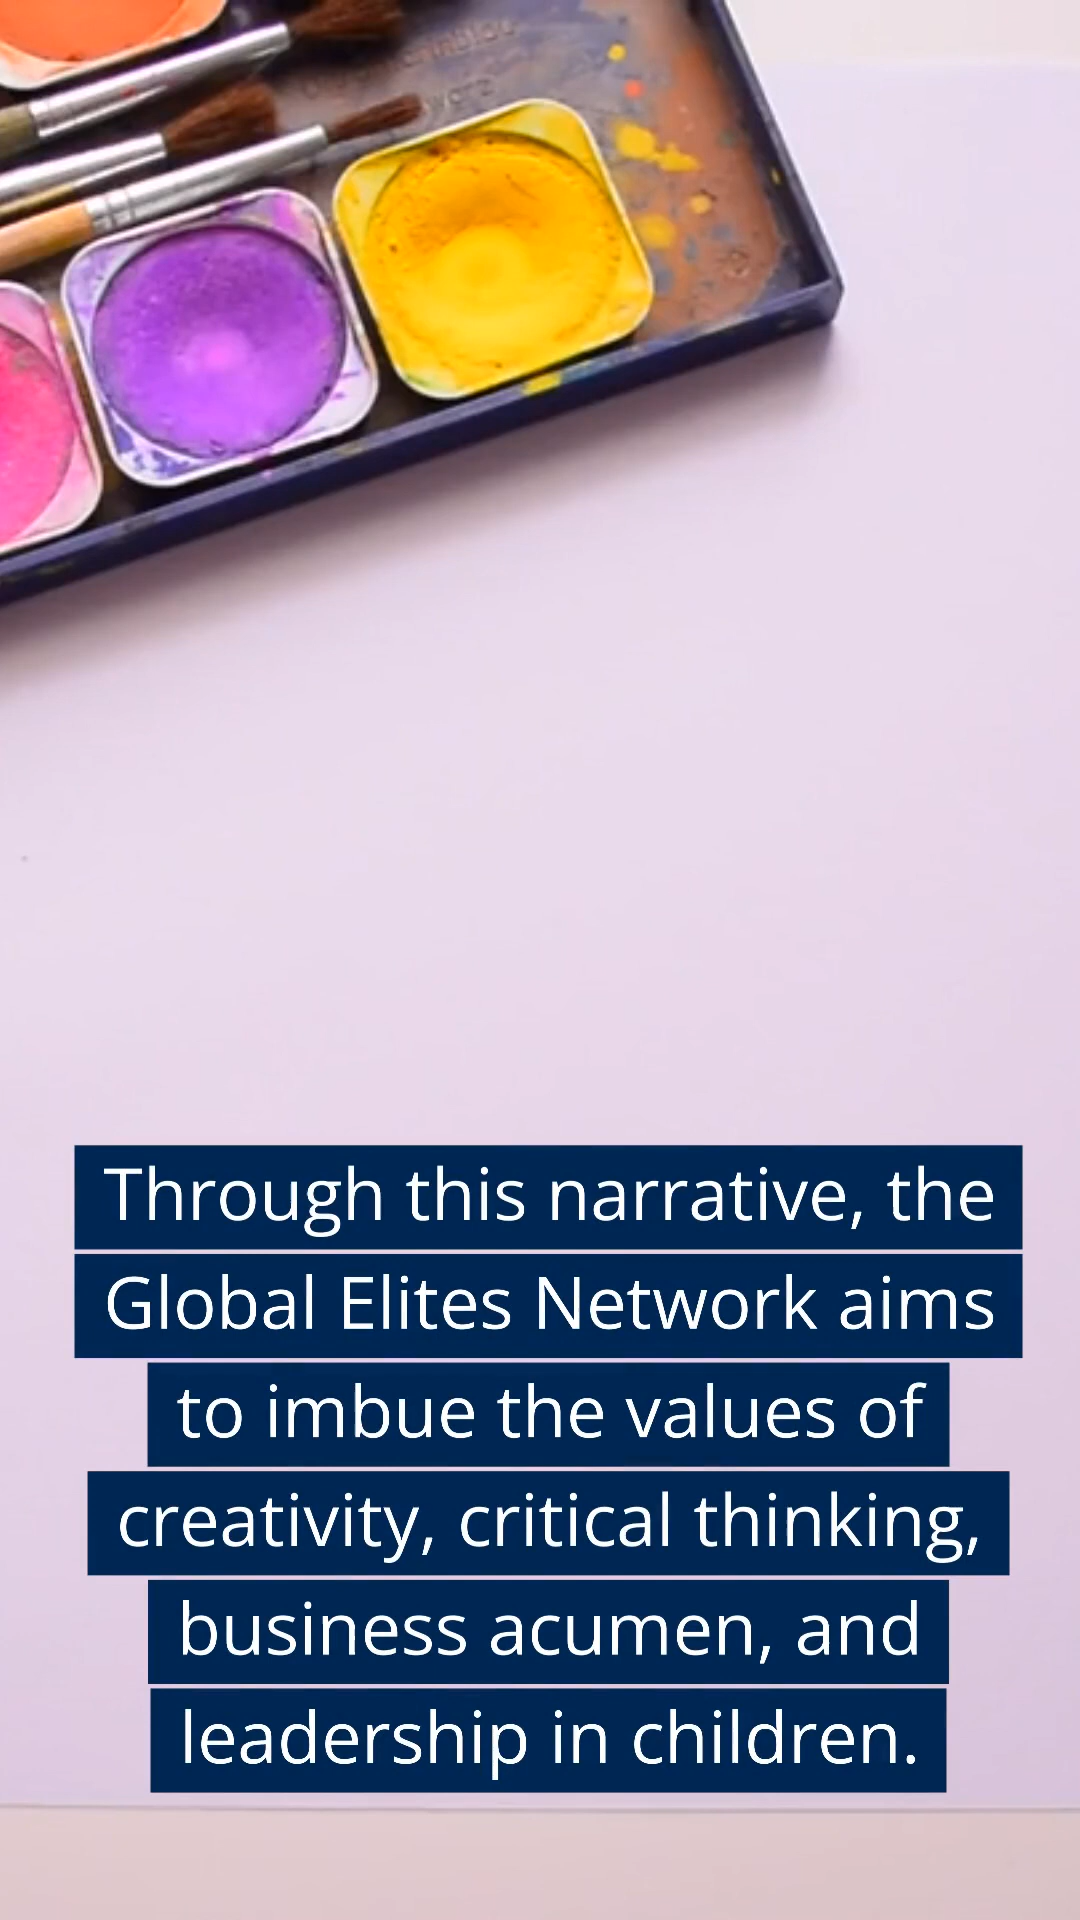 Through this narrative, the
Global Elites Network aims
to imbue the values of
creativity, critical thinking,
business acumen, and
leadership in children.